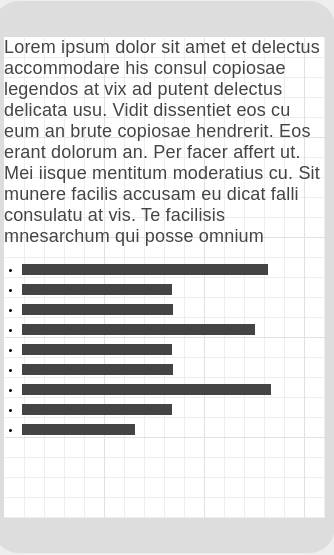 Lorem ipsum dolor sit amet et delectus
accommodare his consul copiosae
legendos at vix ad putent delectus
delicata usu. Vidit dissentiet eos cu
eum an brute copiosae hendrerit. Eos
erant dolorum an. Per facer affert ut.
Mei iisque mentitum moderatius cu. Sit
munere facilis accusam eu dicat falli
consulatu at vis. Te facilisis
mnesarchum qui posse omnium